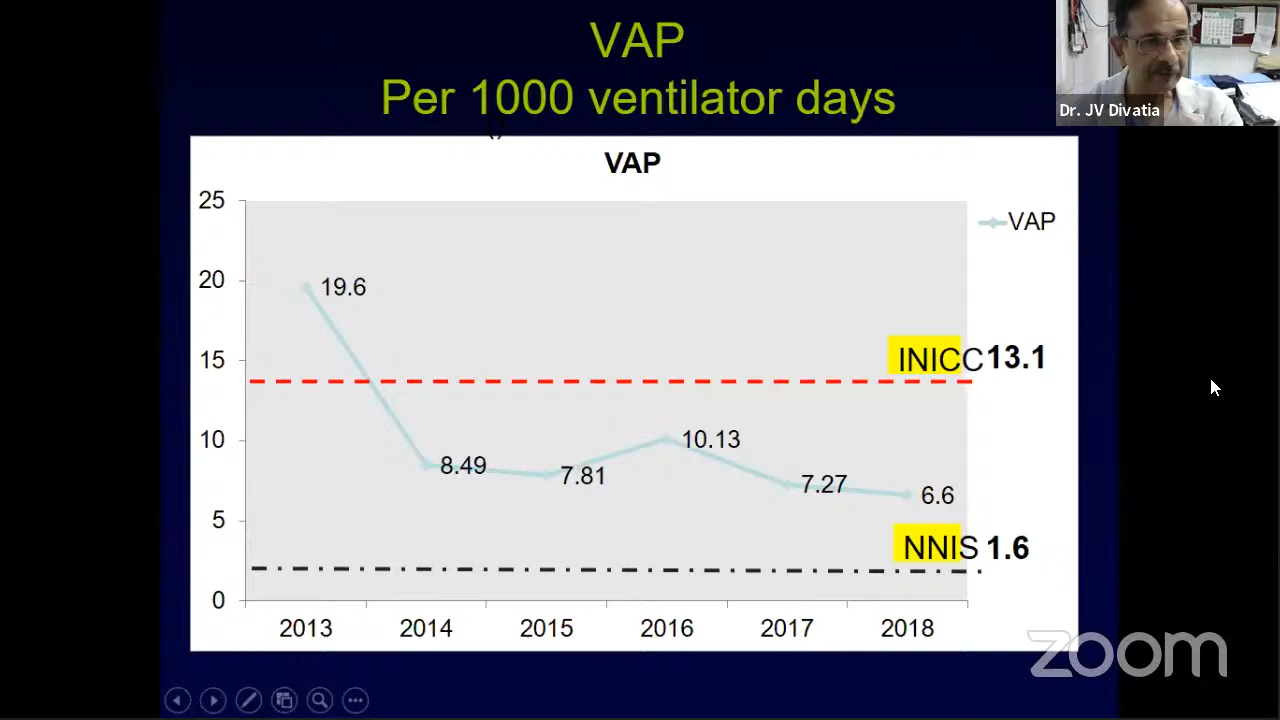 VAP
Per 1000 ventilator days
Dr. JV Divatia
VAP
25
20
15
10
5
0
VAP
19.6
8.49
7.81
10.13
7.27
6.6
INICC 13.1
NNIS 1.6
2013 2014 2015 2016 2017 2018
zoom